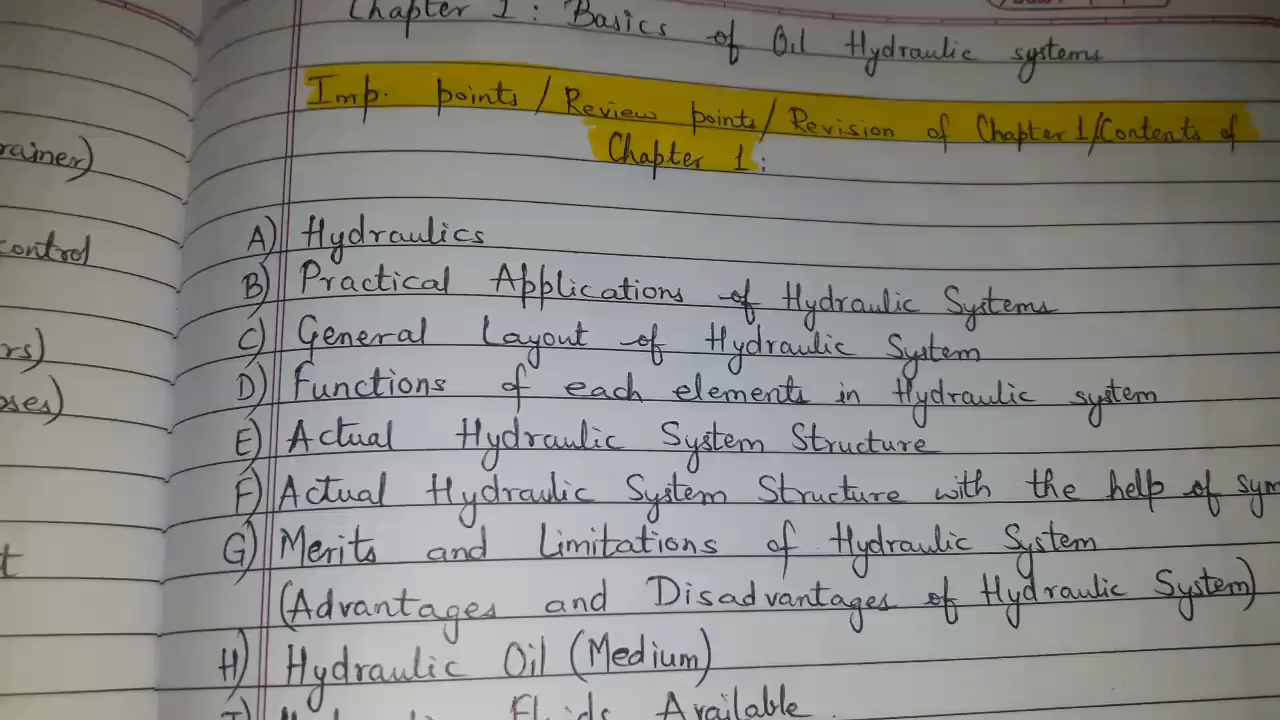 Chapter 1: Basics of Oil Hydraulic systems
Imp. points / Review points / Revision of Chapter 1/Contents of
Chapter 1:
rainer)
A) Hydraulics
control
B) Practical Applications of Hydraulic Systems
C) General Layout of Hydraulic System
rs)
D) Functions of each elements in Hydraulic system
oses)
E) Actual Hydraulic System Structure
F) Actual Hydraulic System Structure with the help of sym
G) Merits and Limitations of Hydraulic System
t
(Advantages and Disadvantages of Hydraulic System)
H) Hydraulic Oil (Medium)
Fluids Available